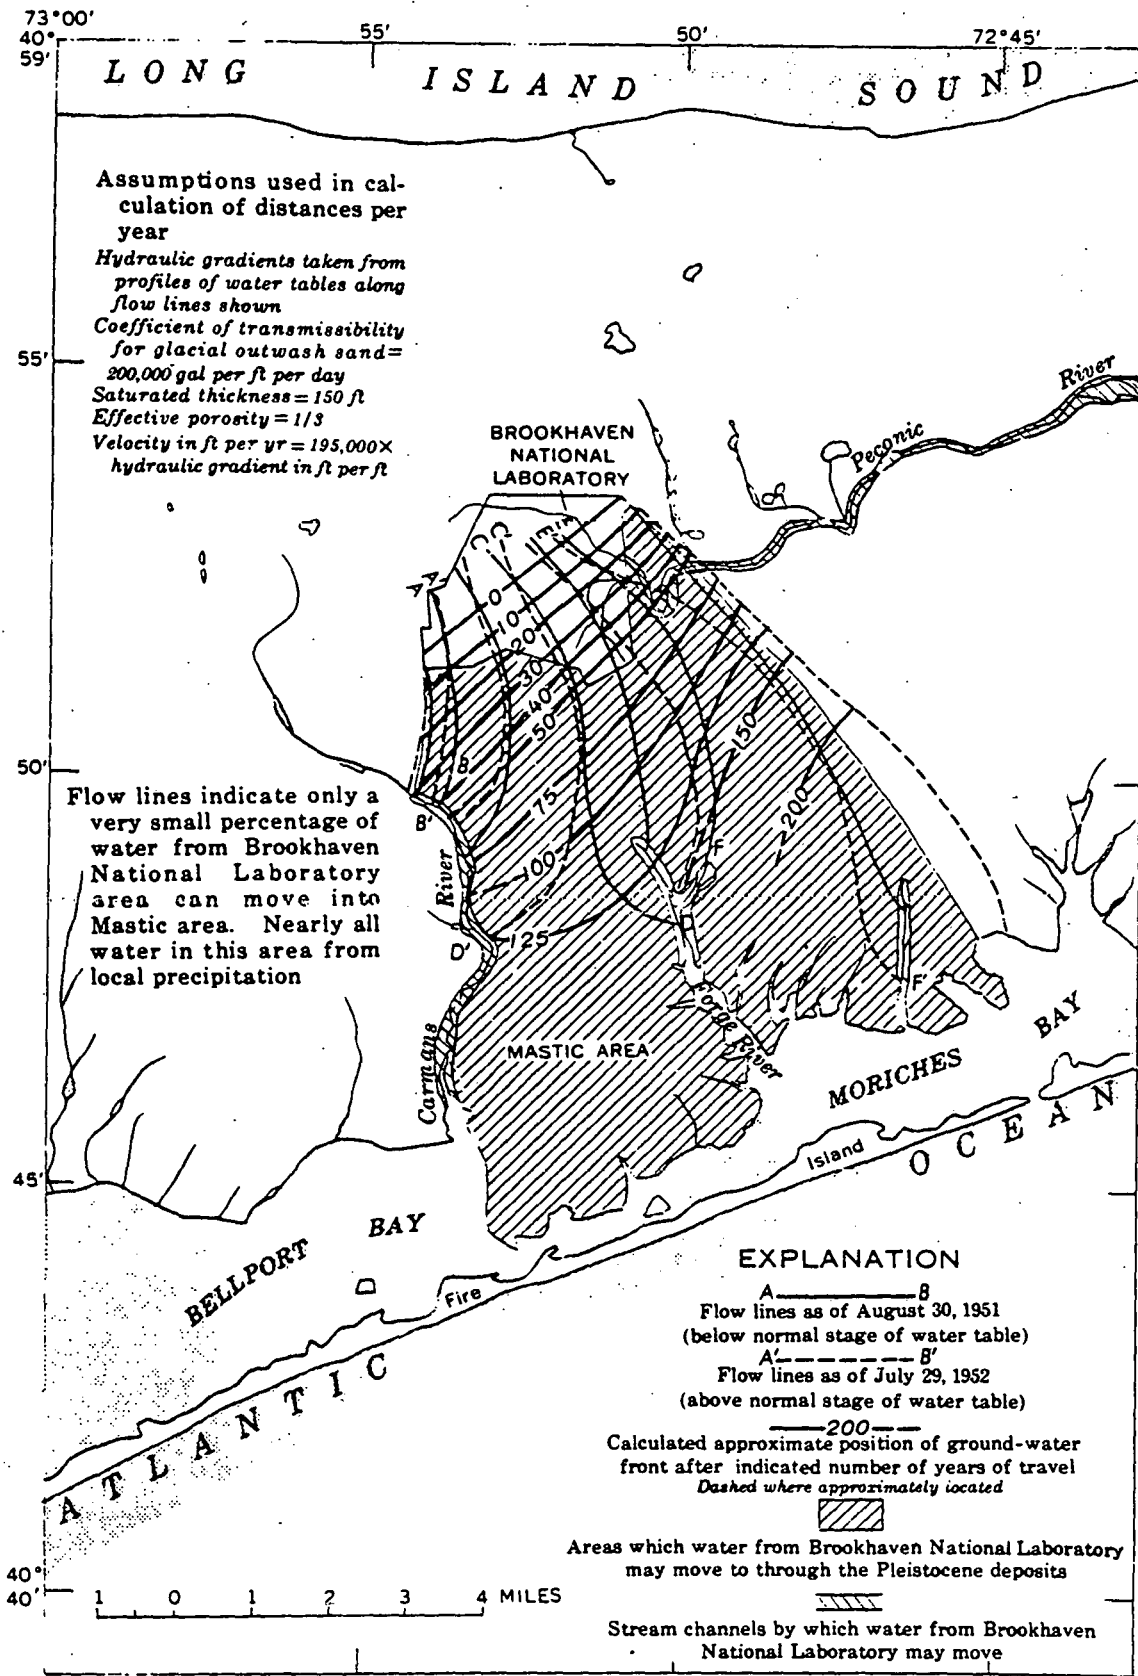 73°00'
55'
50'
72°45'
40°
59'
LONG ISLAND SOUND
Assumptions used in cal-
culation of distances per
year
Hydraulic gradients taken from
profiles of water tables along
flow lines shown
Coefficient of transmissibility
for glacial outwash sand=
200,000 gal per ft per day
Saturated thickness = 150 ft
Effective porosity = 1/3
Velocity in ft per yr = 195,000×
hydraulic gradient in ft per ft
55'
River
Peconic
BROOKHAVEN
NATIONAL
LABORATORY
C
C'
E
E'
A
A'
0
10
20
30
40
50
75
100
125
150
200
50'
B
B'
Flow lines indicate only a
very small percentage of
water from Brookhaven
National Laboratory
area can move into
Mastic area. Nearly all
water in this area from
local precipitation
River
Carmans
D'
F
D
F'
Forge River
MASTIC AREA
MORICHES BAY
45'
BELLPORT BAY
Fire Island
ATLANTIC OCEAN
EXPLANATION
A B
Flow lines as of August 30, 1951
(below normal stage of water table)
A' B'
Flow lines as of July 29, 1952
(above normal stage of water table)
200
Calculated approximate position of ground-water
front after indicated number of years of travel
Dashed where approximately located
Areas which water from Brookhaven National Laboratory
may move to through the Pleistocene deposits
Stream channels by which water from Brookhaven
National Laboratory may move
40°
40'
1 0 1 2 3 4 MILES